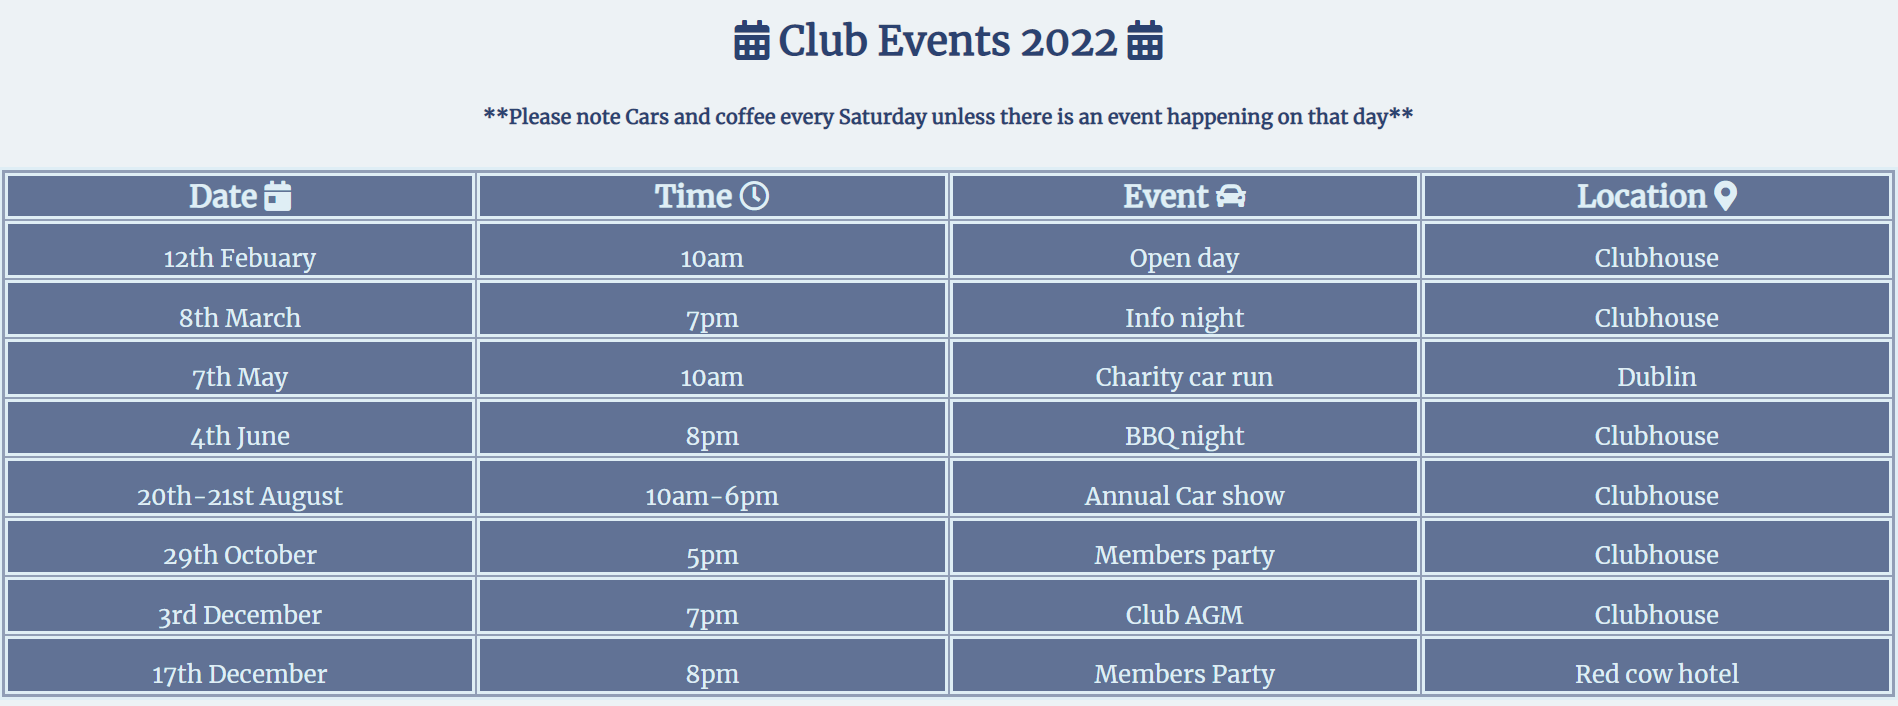 Club Events 2022
**Please note Cars and coffee every Saturday unless there is an event happening on that day**
Date Time Event Location
12th Febuary 10am Open day Clubhouse
8th March 7pm Info night Clubhouse
7th May 10am Charity car run Dublin
4th June 8pm BBQ night Clubhouse
20th-21st August 10am-6pm Annual Car show Clubhouse
29th October 5pm Members party Clubhouse
3rd December 7pm Club AGM Clubhouse
17th December 8pm Members Party Red cow hotel